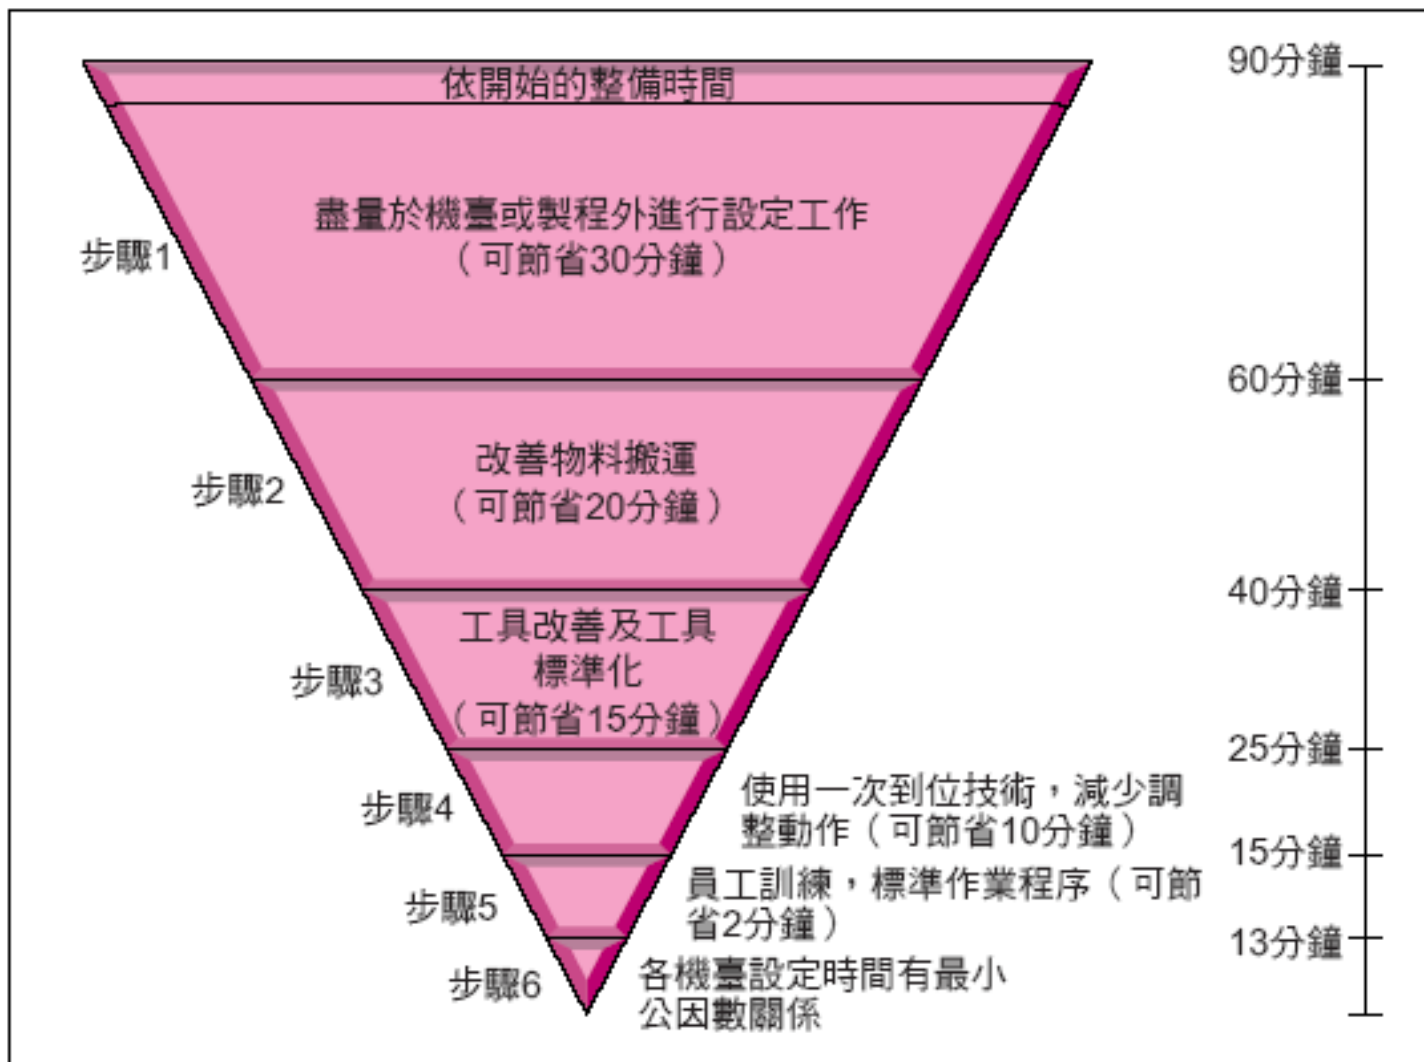 依開始的整備時間
90分鐘
盡量於機臺或製程外進行設定工作
（可節省30分鐘）
步驟1
60分鐘
改善物料搬運
（可節省20分鐘）
步驟2
40分鐘
工具改善及工具
標準化
（可節省15分鐘）
步驟3
25分鐘
使用一次到位技術，減少調
整動作（可節省10分鐘）
步驟4
15分鐘
員工訓練，標準作業程序（可節
省2分鐘）
步驟5
13分鐘
各機臺設定時間有最小
公因數關係
步驟6